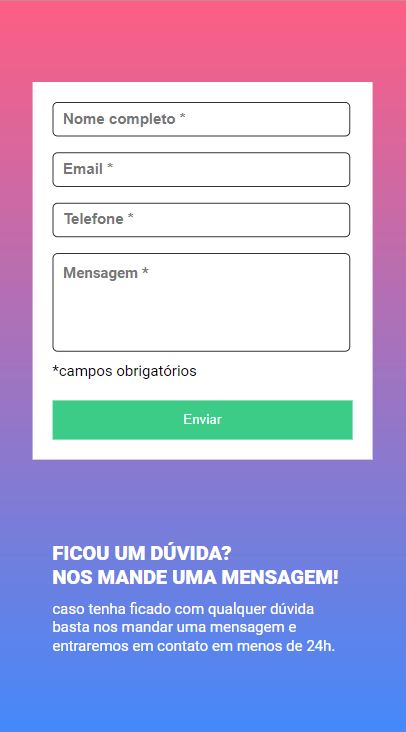 Nome completo *
Email *
Telefone *
Mensagem *
*campos obrigatórios
Enviar
FICOU UM DÚVIDA?
NOS MANDE UMA MENSAGEM!
caso tenha ficado com qualquer dúvida
basta nos mandar uma mensagem e
entraremos em contato em menos de 24h.